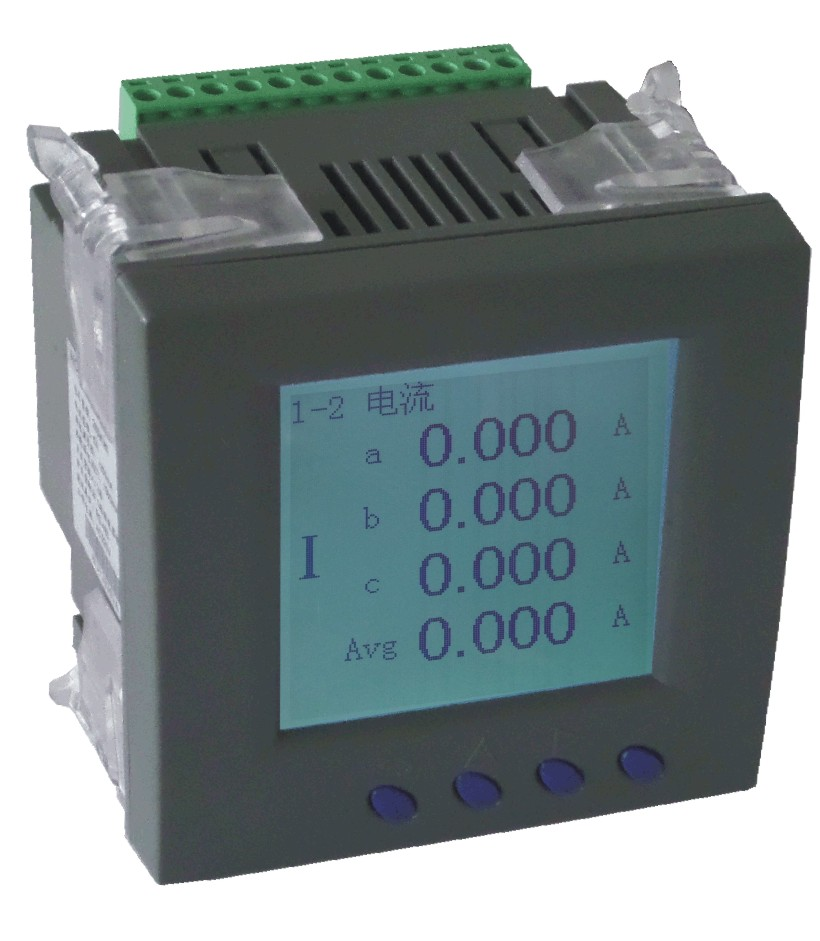 1-2 电流
a 0.000 A
b 0.000 A
I
c 0.000 A
Avg 0.000 A